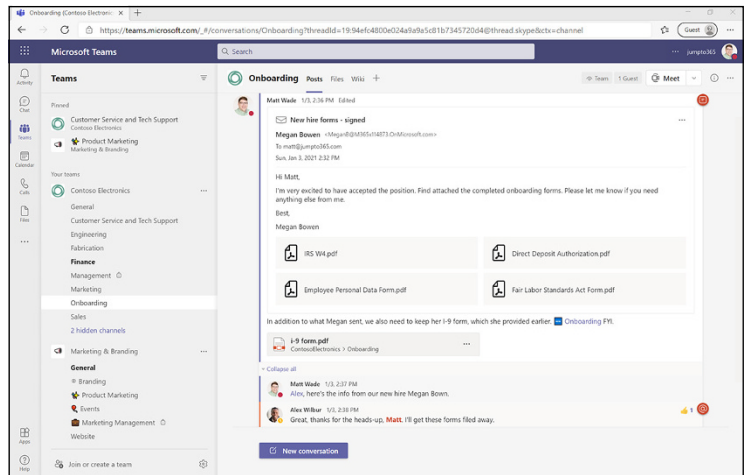 Onboarding (Contoso Electronic
https://teams.microsoft.com/_#/conversations/Onboarding?threadId=19:94efc4800e024a9a9a5c81b7345720d4@thread.skype&ctx=channel
Guest
Microsoft Teams
Search
jumpto365
Activity
Chat
Teams
Calendar
Calls
Files
Apps
Help
Teams
Pinned
Customer Service and Tech Support
Contoso Electronics
Product Marketing
Marketing & Branding
Your teams
Contoso Electronics
General
Customer Service and Tech Support
Engineering
Fabrication
Finance
Management
Marketing
Onboarding
Sales
2 hidden channels
Marketing & Branding
General
Branding
Product Marketing
Events
Marketing Management
Website
Join or create a team
Onboarding Posts Files Wiki +
Team 1 Guest Meet
Matt Wade 1/3, 2:36 PM Edited
New hire forms - signed
Megan Bowen
To matt@jumpto365.com
Sun, Jan 3, 2021 2:32 PM
Hi Matt,
I'm very excited to have accepted the position. Find attached the completed onboarding forms. Please let me know if you need
anything else from me.
Best,
Megan Bowen
IRS W4.pdf
Direct Deposit Authorization.pdf
Employee Personal Data Form.pdf
Fair Labor Standards Act Form.pdf
In addition to what Megan sent, we also need to keep her I-9 form, which she provided earlier. Onboarding FYI.
i-9 form.pdf
ContosoElectronics > Onboarding
Collapse all
Matt Wade 1/3, 2:37 PM
Alex, here's the info from our new hire Megan Bown.
Alex Wilbur 1/3, 2:38 PM
Great, thanks for the heads-up, Matt. I'll get these forms filed away.
1
New conversation